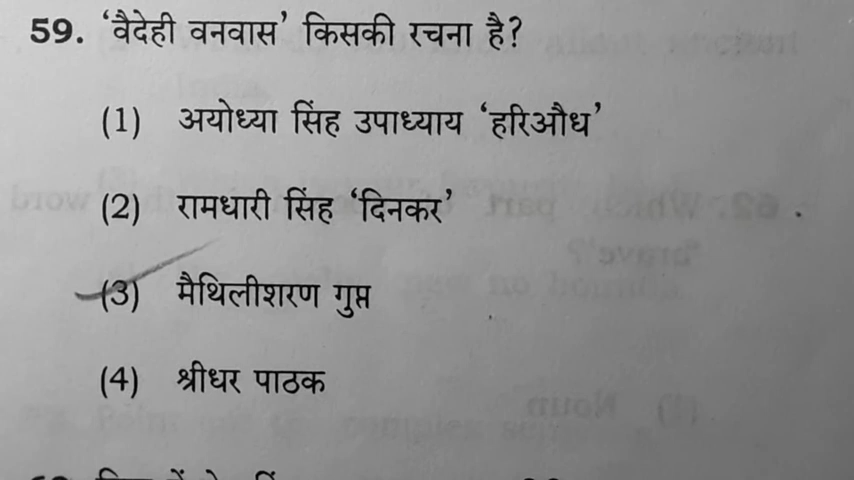 59. ‘वैदेही वनवास’ किसकी रचना है?
(1) अयोध्या सिंह उपाध्याय ‘हरिऔध’
(2) रामधारी सिंह ‘दिनकर’
(3) मैथिलीशरण गुप्त
(4) श्रीधर पाठक